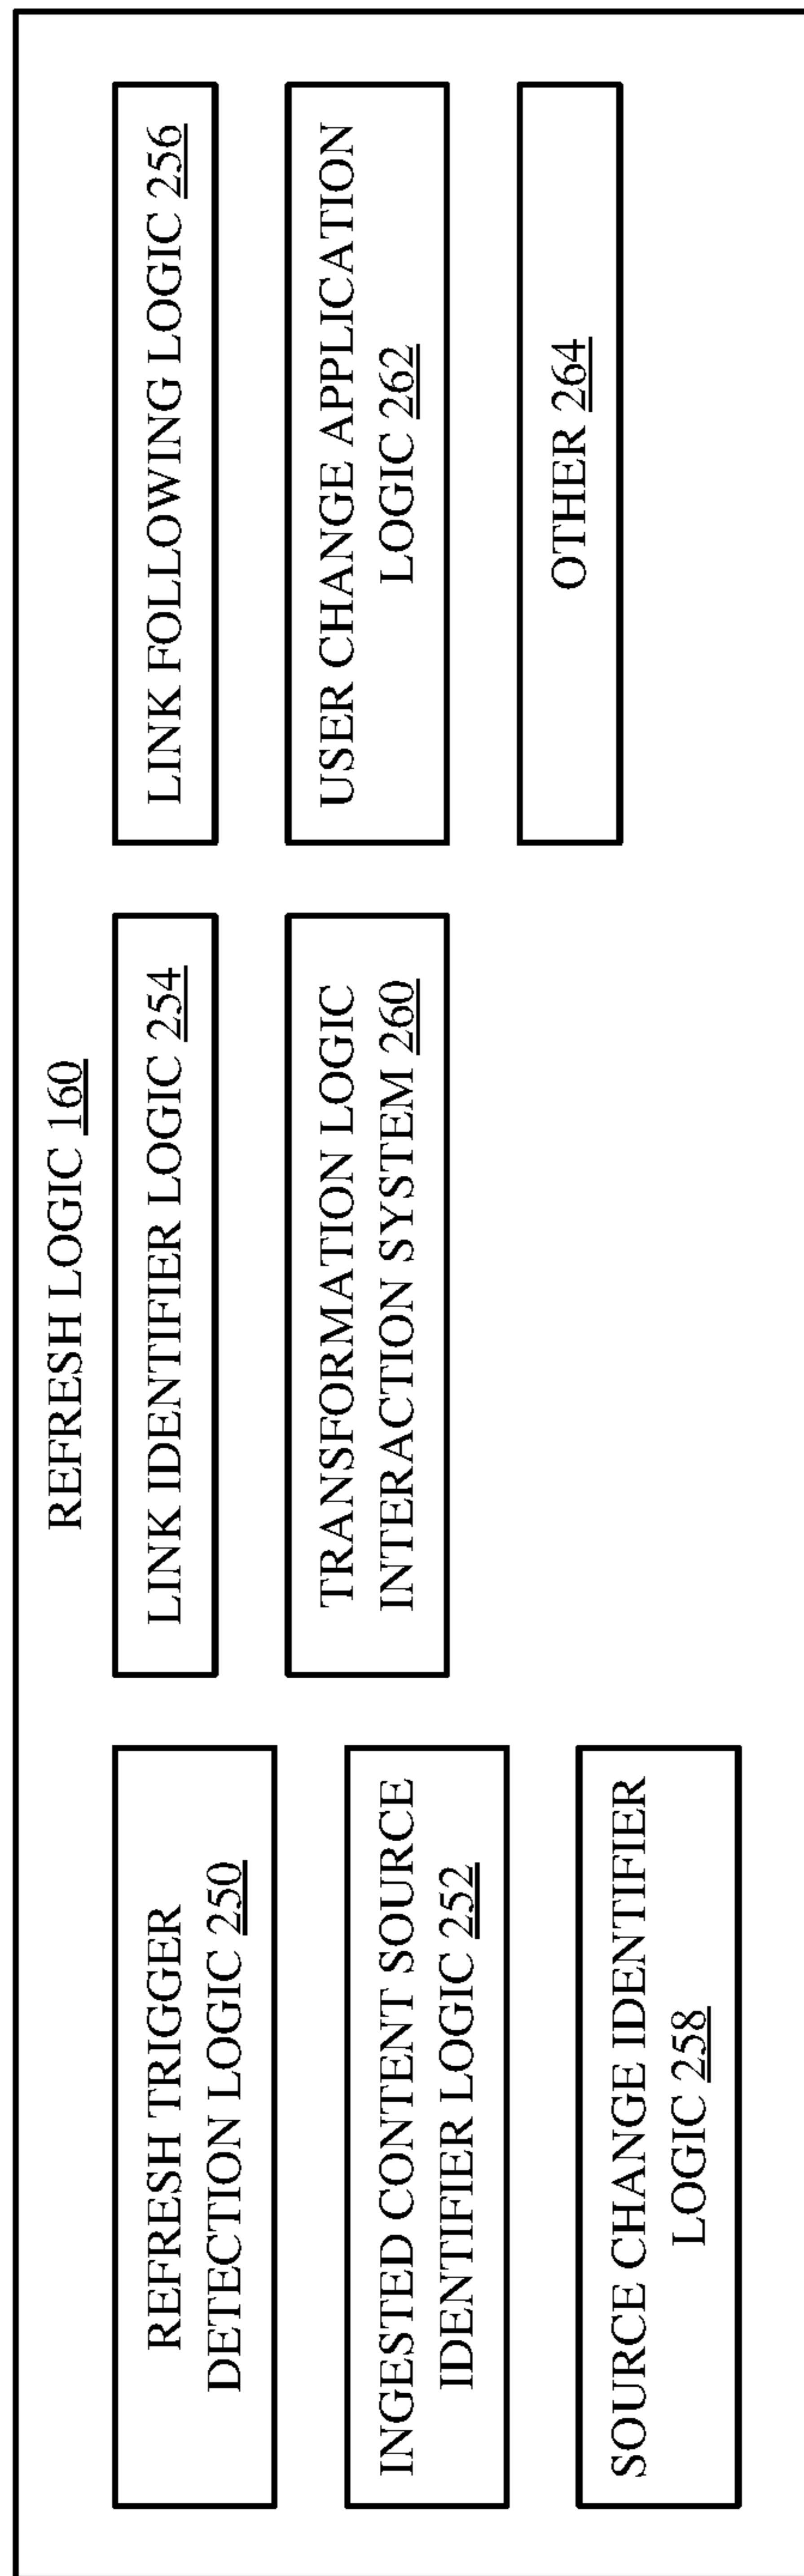 REFRESH LOGIC 160
REFRESH TRIGGER
DETECTION LOGIC 250
INGESTED CONTENT SOURCE
IDENTIFIER LOGIC 252
SOURCE CHANGE IDENTIFIER
LOGIC 258
LINK IDENTIFIER LOGIC 254
TRANSFORMATION LOGIC
INTERACTION SYSTEM 260
LINK FOLLOWING LOGIC 256
USER CHANGE APPLICATION
LOGIC 262
OTHER 264